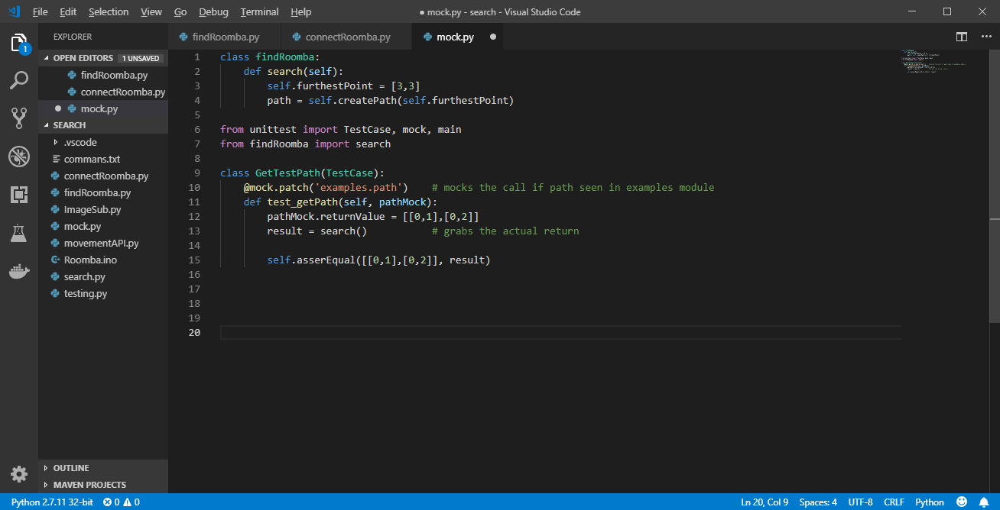 File Edit Selection View Go Debug Terminal Help ● mock.py - search - Visual Studio Code
EXPLORER
OPEN EDITORS 1 UNSAVED
findRoomba.py
connectRoomba.py
mock.py
SEARCH
.vscode
commans.txt
connectRoomba.py
findRoomba.py
ImageSub.py
mock.py
movementAPI.py
Roomba.ino
search.py
testing.py
OUTLINE
MAVEN PROJECTS
1
findRoomba.py connectRoomba.py mock.py
1 class findRoomba:
2 def search(self):
3 self.furthestPoint = [3,3]
4 path = self.createPath(self.furthestPoint)
5
6 from unittest import TestCase, mock, main
7 from findRoomba import search
8
9 class GetTestPath(TestCase):
10 @mock.patch('examples.path') # mocks the call if path seen in examples module
11 def test_getPath(self, pathMock):
12 pathMock.returnValue = [[0,1],[0,2]]
13 result = search() # grabs the actual return
14
15 self.asserEqual([[0,1],[0,2]], result)
16
17
18
19
20
Python 2.7.11 32-bit 0 0 Ln 20, Col 9 Spaces: 4 UTF-8 CRLF Python